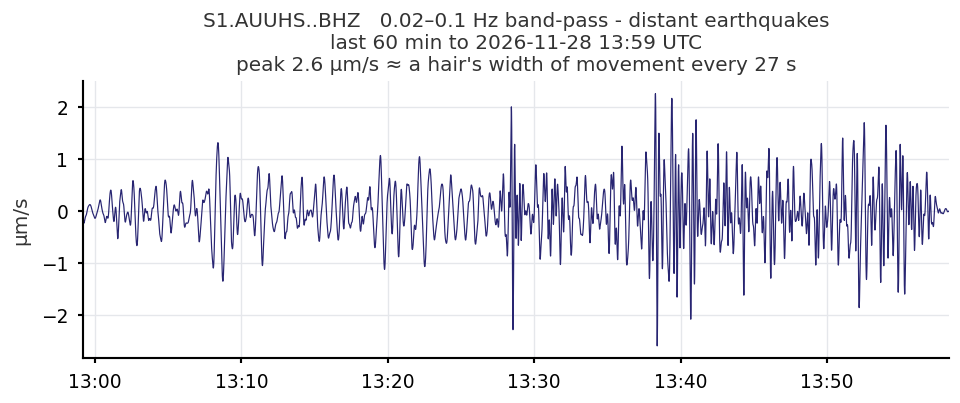 S1.AUUHS..BHZ   0.02–0.1 Hz band-pass - distant earthquakes
last 60 min to 2026-11-28 13:59 UTC
peak 2.6 µm/s ≈ a hair's width of movement every 27 s
µm/s
2
1
0
−1
−2
13:00 13:10 13:20 13:30 13:40 13:50